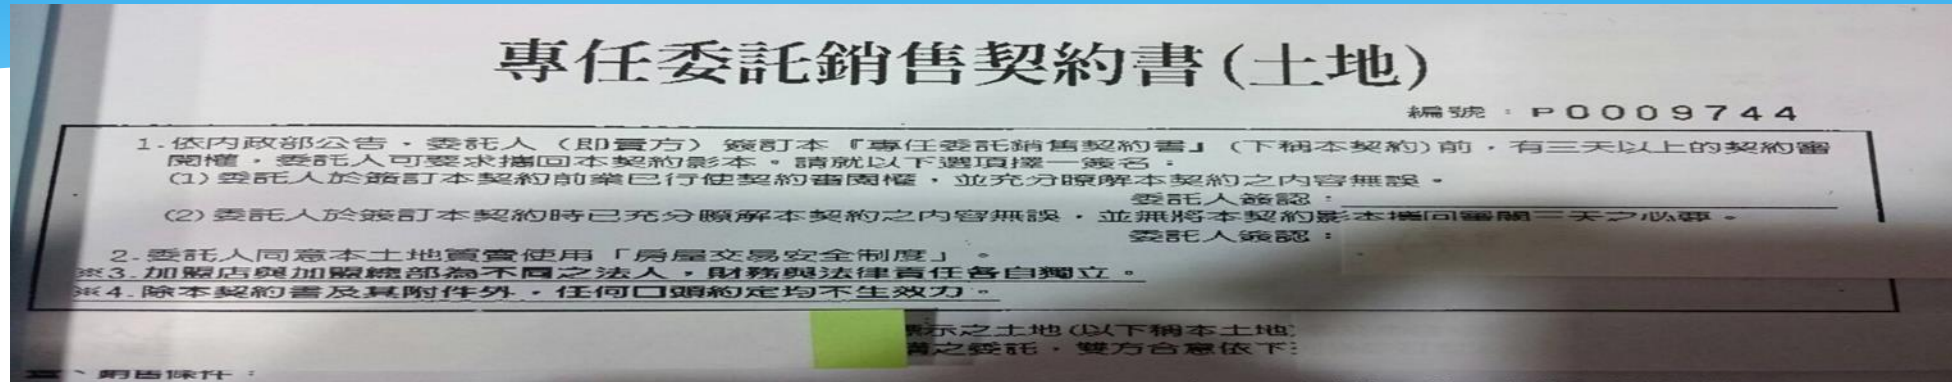 專任委託銷售契約書(土地)
編號：P0009744
1.依內政部公告，委託人（即賣方）簽訂本『專任委託銷售契約書』(下稱本契約)前，有三天以上的契約審
閱權，委託人可要求攜回本契約影本。請就以下選項擇一簽名：
(1)委託人於簽訂本契約前業已行使契約審閱權，並充分瞭解本契約之內容無誤。
委託人簽認：
(2)委託人於簽訂本契約時已充分瞭解本契約之內容無誤，並無將本契約影本攜回審閱三天之必要。
委託人簽認：
2.委託人同意本土地買賣使用「房屋交易安全制度」。
※3.加盟店與加盟總部為不同之法人，財務與法律責任各自獨立。
※4.除本契約書及其附件外，任何口頭約定均不生效力。
示之土地(以下稱本土地
之委託，雙方合意依下
、銷售條件：